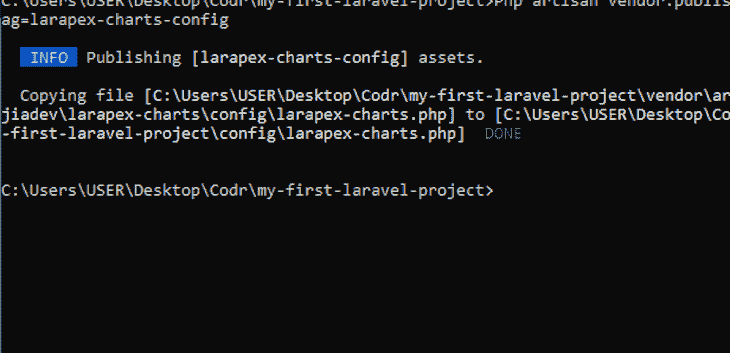 C:\Users\USER\Desktop\Codr\my-first-laravel-project>Php artisan vendor:publis
ag=larapex-charts-config
INFO Publishing [larapex-charts-config] assets.
Copying file [C:\Users\USER\Desktop\Codr\my-first-laravel-project\vendor\ar
jiadev\larapex-charts\config\larapex-charts.php] to [C:\Users\USER\Desktop\Co
-first-laravel-project\config\larapex-charts.php] DONE
C:\Users\USER\Desktop\Codr\my-first-laravel-project>